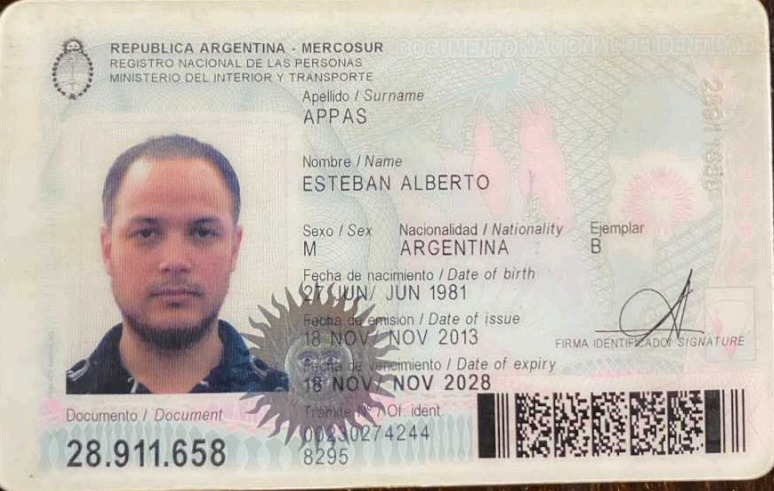 REPUBLICA ARGENTINA - MERCOSUR
REGISTRO NACIONAL DE LAS PERSONAS
MINISTERIO DEL INTERIOR Y TRANSPORTE
DOCUMENTO NACIONAL DE IDENTIDAD
Apellido / Surname
APPAS
Nombre / Name
ESTEBAN ALBERTO
Sexo / Sex Nacionalidad / Nationality Ejemplar
M ARGENTINA B
Fecha de nacimiento / Date of birth
27 JUN/ JUN 1981
Fecha de emisión / Date of issue
18 NOV/ NOV 2013
FIRMA IDENTIFICADO/ SIGNATURE
Fecha de vencimiento / Date of expiry
18 NOV/ NOV 2028
Documento / Document
28.911.658
Trámite Nº / Of. ident.
00230274244
8295